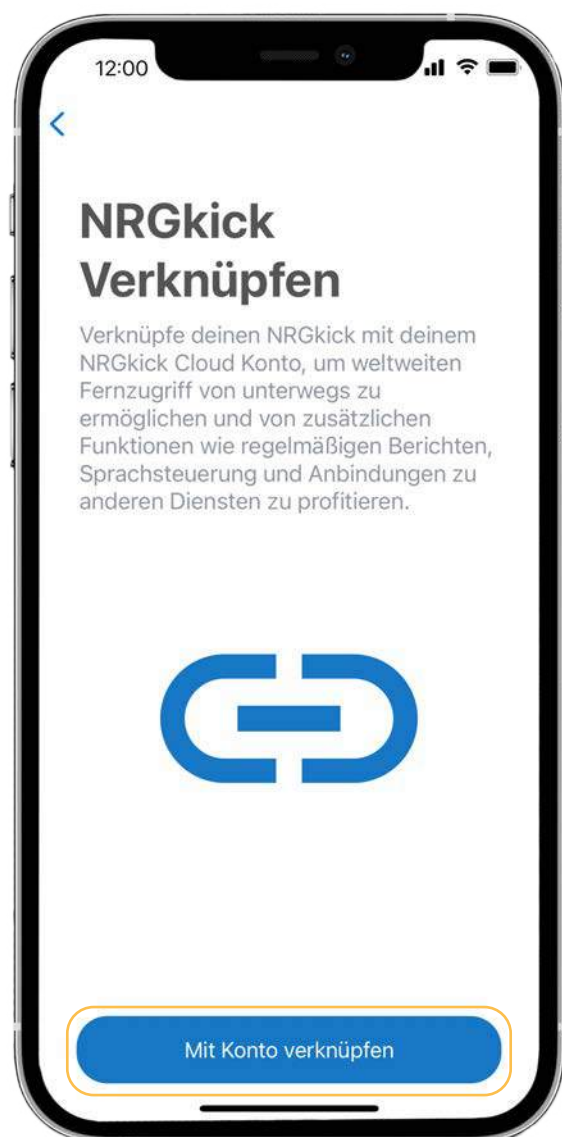 12:00
NRGkick
Verknüpfen
Verknüpfe deinen NRGkick mit deinem
NRGkick Cloud Konto, um weltweiten
Fernzugriff von unterwegs zu
ermöglichen und von zusätzlichen
Funktionen wie regelmäßigen Berichten,
Sprachsteuerung und Anbindungen zu
anderen Diensten zu profitieren.
Mit Konto verknüpfen